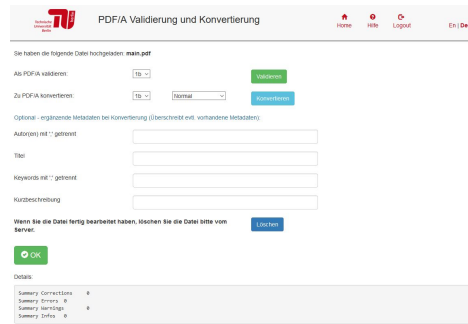 Technische
Universität
Berlin
PDF/A Validierung und Konvertierung
Home
Hilfe
Logout
En | De
Sie haben die folgende Datei hochgeladen: main.pdf
Als PDF/A validieren:
1b
Validieren
Zu PDF/A konvertieren:
1b
Normal
Konvertieren
Optional - ergänzende Metadaten bei Konvertierung (Überschreibt evtl. vorhandene Metadaten):
Autor(en) mit ';' getrennt
Titel
Keywords mit ';' getrennt
Kurzbeschreibung
Wenn Sie die Datei fertig bearbeitet haben, löschen Sie die Datei bitte vom
Server.
Löschen
OK
Details:
Summary Corrections 0
Summary Errors 0
Summary Warnings 0
Summary Infos 0